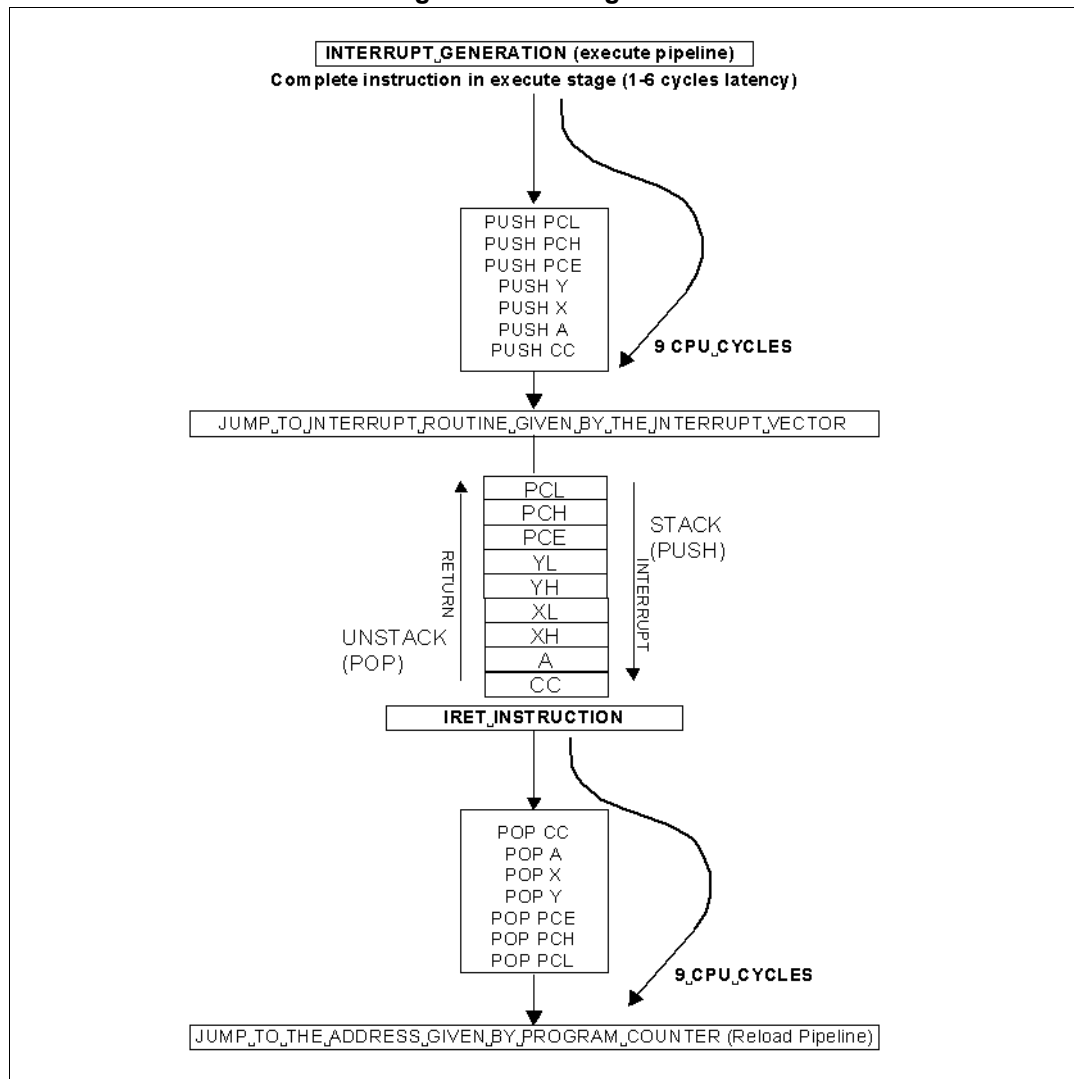 INTERRUPT␣GENERATION (execute pipeline)
Complete instruction in execute stage (1-6 cycles latency)
PUSH PCL
PUSH PCH
PUSH PCE
PUSH Y
PUSH X
PUSH A
PUSH CC
9 CPU␣CYCLES
JUMP␣TO␣INTERRUPT␣ROUTINE␣GIVEN␣BY␣THE␣INTERRUPT␣VECTOR
PCL
PCH
PCE
YL
YH
XL
XH
A
CC
RETURN
UNSTACK
(POP)
STACK
(PUSH)
INTERRUPT
IRET␣INSTRUCTION
POP CC
POP A
POP X
POP Y
POP PCE
POP PCH
POP PCL
9␣CPU␣CYCLES
JUMP␣TO␣THE␣ADDRESS␣GIVEN␣BY␣PROGRAM␣COUNTER (Reload Pipeline)